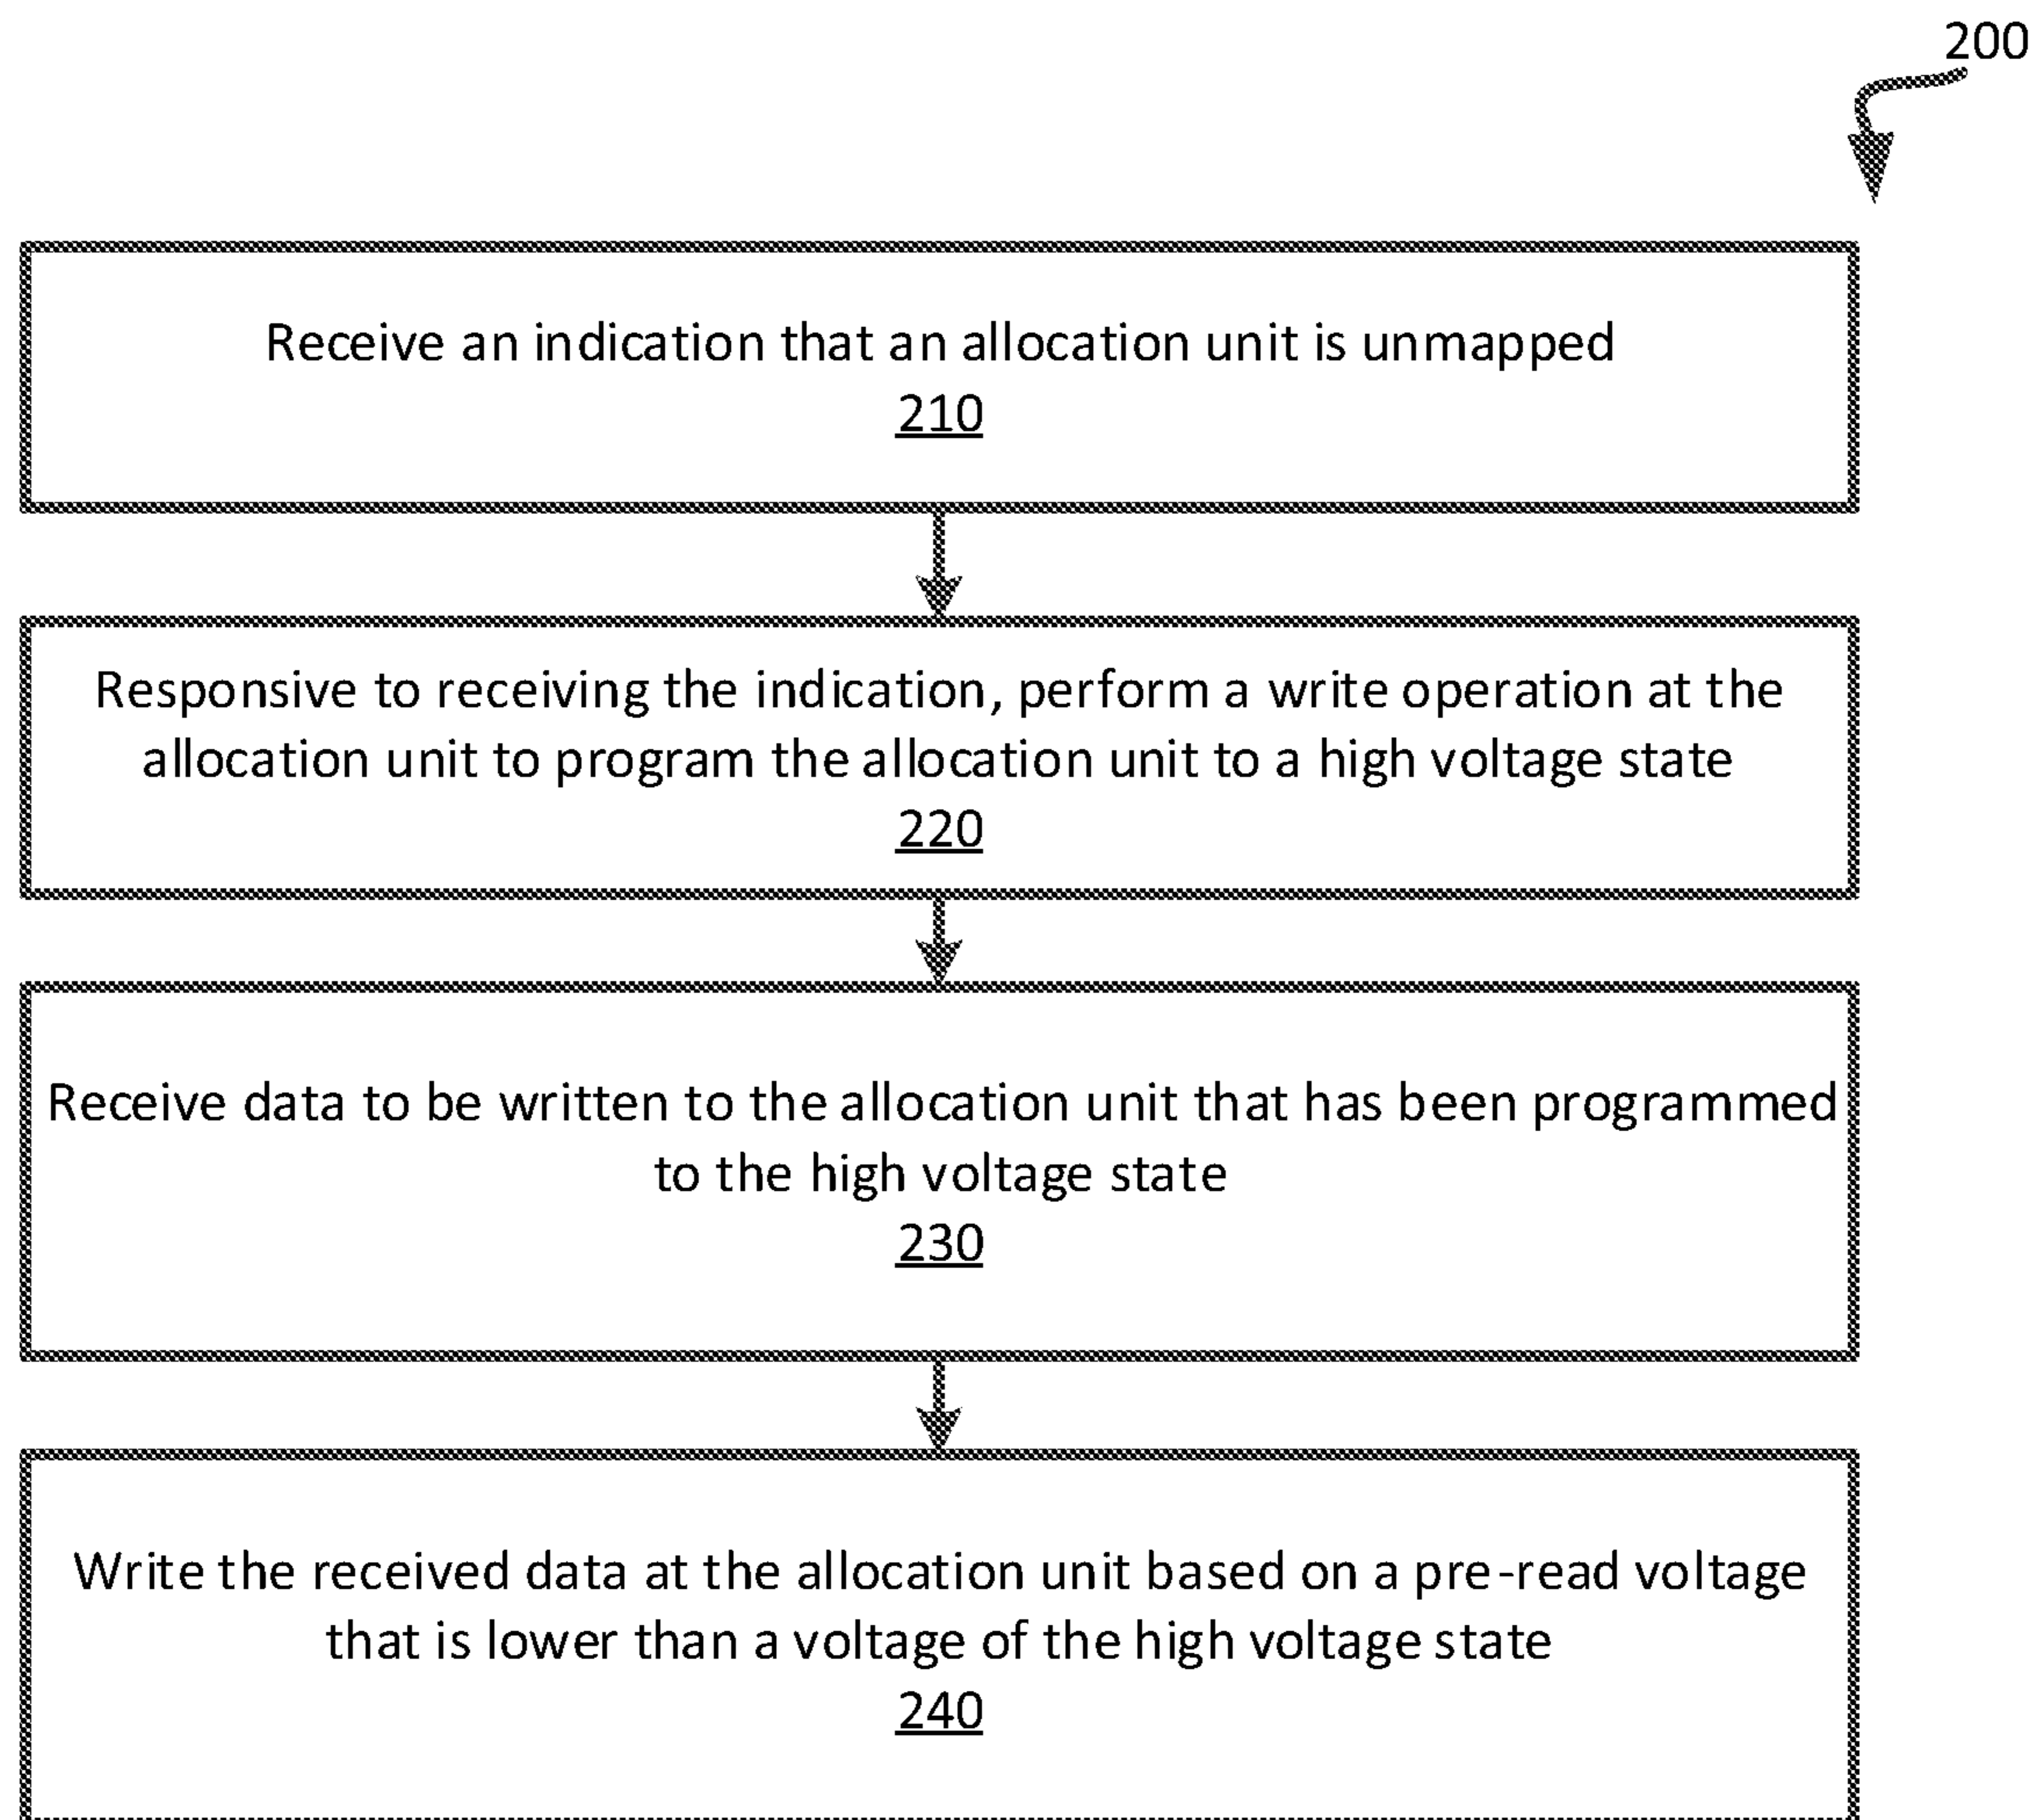 200
Receive an indication that an allocation unit is unmapped
210
Responsive to receiving the indication, perform a write operation at the
allocation unit to program the allocation unit to a high voltage state
220
Receive data to be written to the allocation unit that has been programmed
to the high voltage state
230
Write the received data at the allocation unit based on a pre-read voltage
that is lower than a voltage of the high voltage state
240